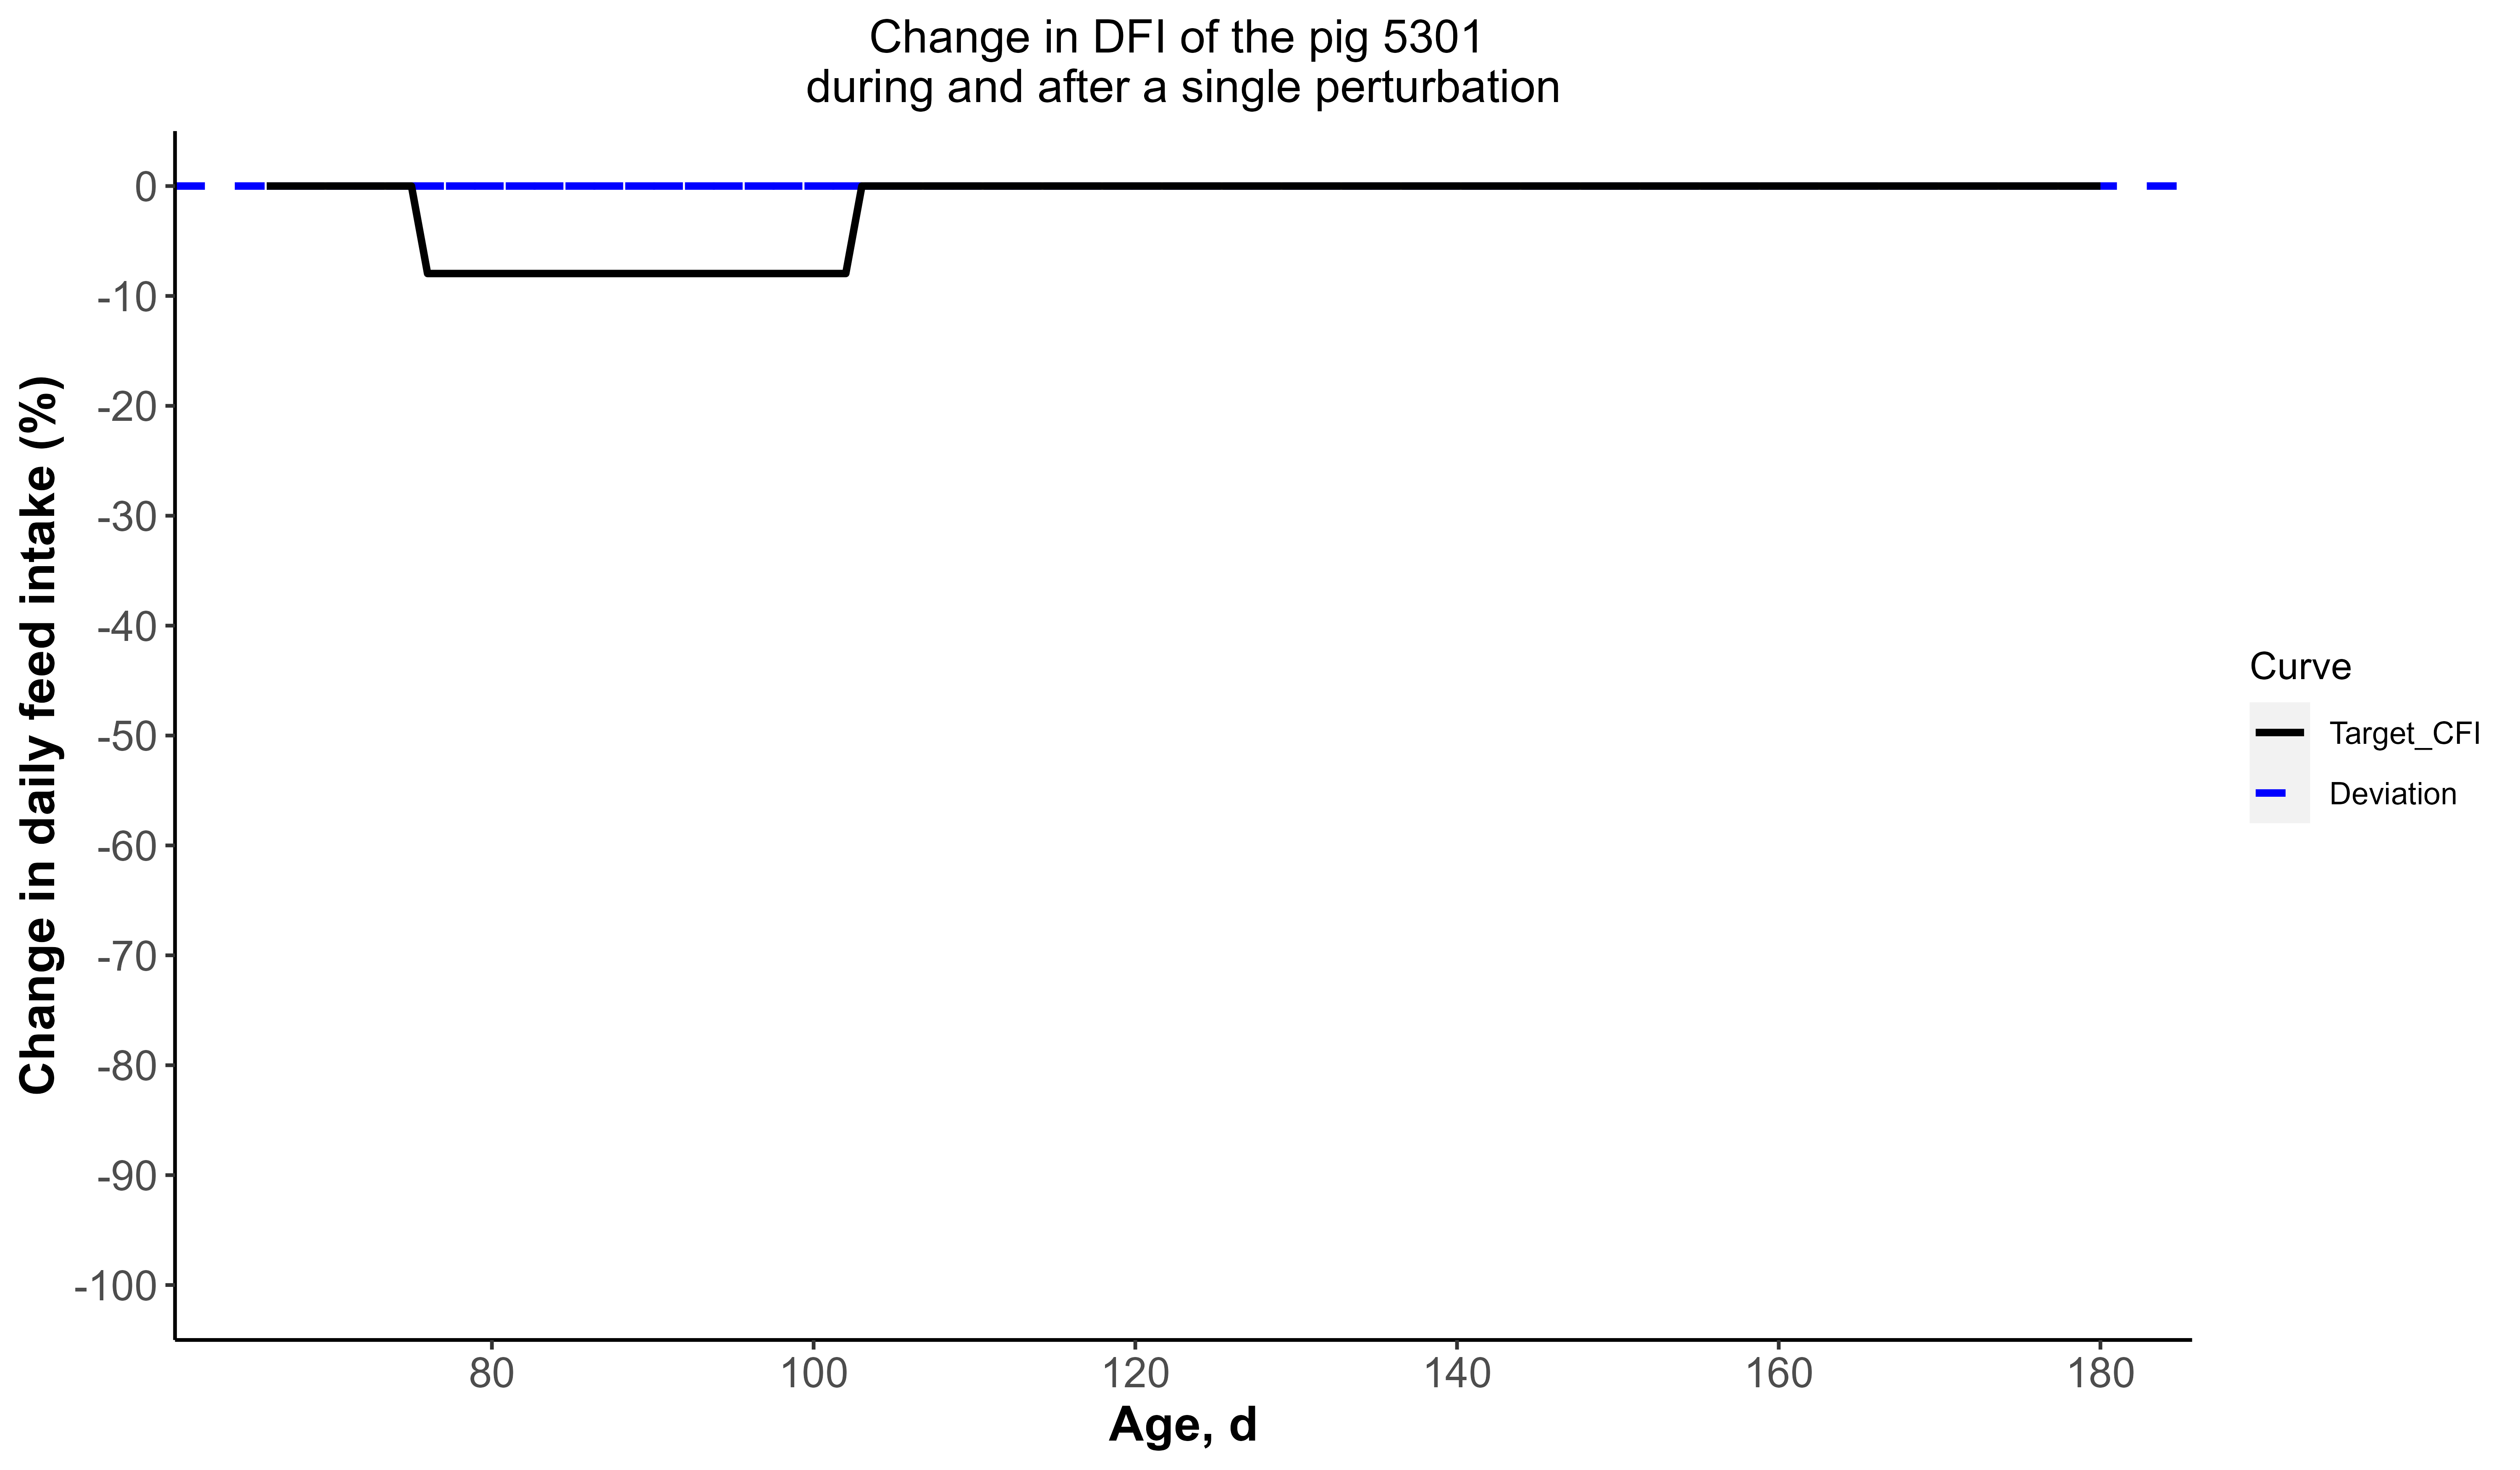 Change in DFI of the pig 5301
during and after a single perturbation
Change in daily feed intake (%)
0
-10
-20
-30
-40
-50
-60
-70
-80
-90
-100
80
100
120
140
160
180
Age, d
Curve
Target_CFI
Deviation